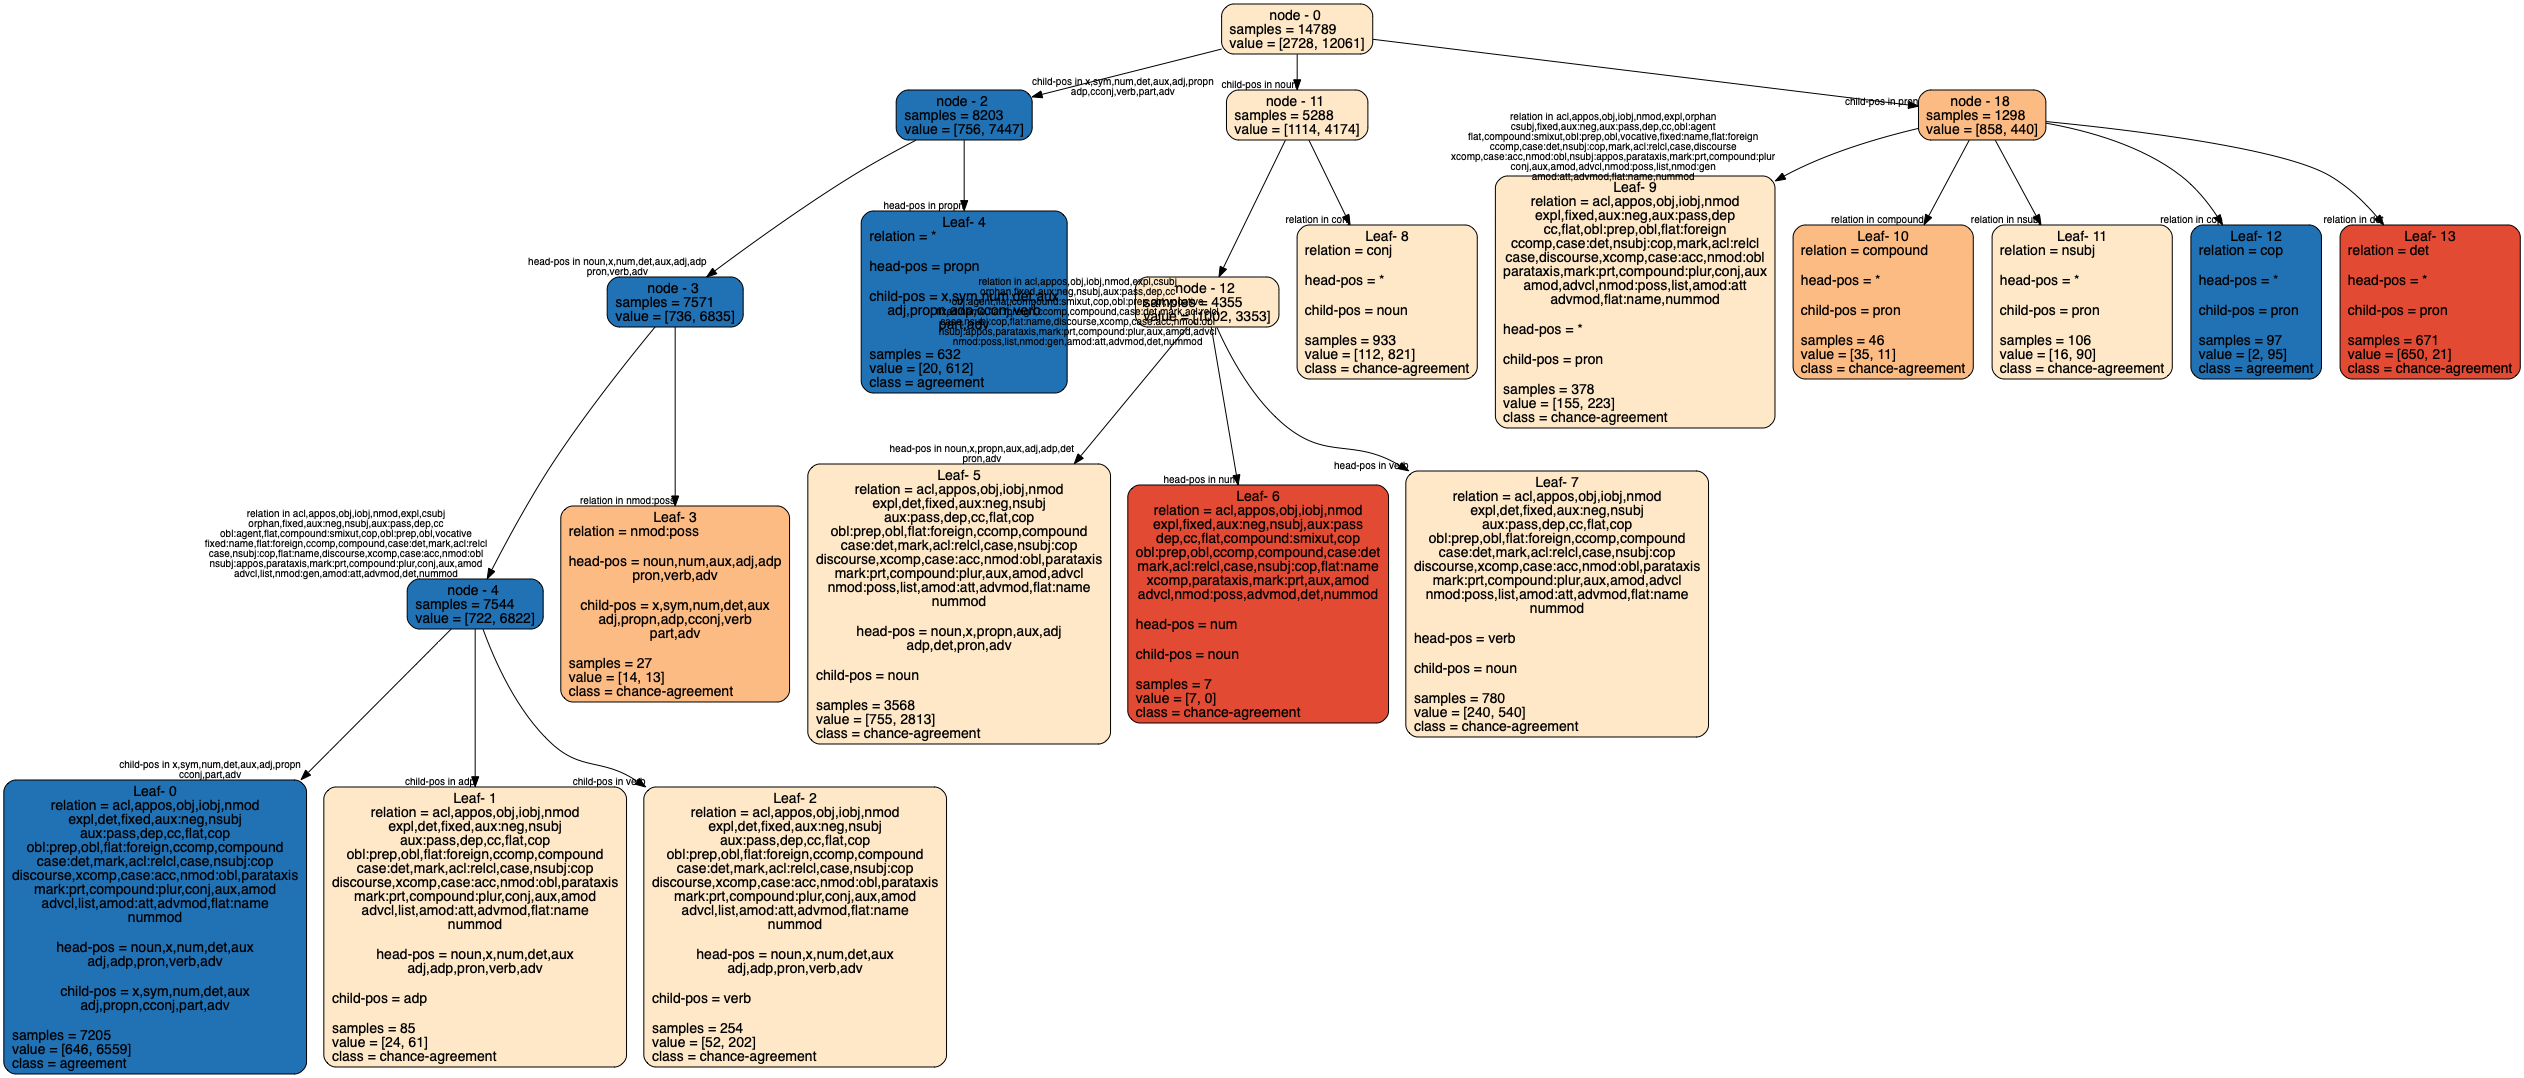 node - 0
samples = 14789
value = [2728, 12061]
child-pos in x,sym,num,det,aux,adj,propn
adp,cconj,verb,part,adv
node - 2
samples = 8203
value = [756, 7447]
child-pos in noun
node - 11
samples = 5288
value = [1114, 4174]
child-pos in pron
node - 18
samples = 1298
value = [858, 440]
head-pos in noun,x,num,det,aux,adj,adp
pron,verb,adv
node - 3
samples = 7571
value = [736, 6835]
head-pos in propn
Leaf- 4
relation = *
head-pos = propn
child-pos = x,sym,num,det,aux
adj,propn,adp,cconj,verb
part,adv
samples = 632
value = [20, 612]
class = agreement
relation in acl,appos,obj,iobj,nmod,expl,csubj
orphan,fixed,aux:neg,nsubj,aux:pass,dep,cc
obl:agent,flat,compound:smixut,cop,obl:prep,obl,vocative
fixed:name,flat:foreign,ccomp,compound,case:det,mark,acl:relcl
case,nsubj:cop,flat:name,discourse,xcomp,case:acc,nmod:obl
nsubj:appos,parataxis,mark:prt,compound:plur,aux,amod,advcl
nmod:poss,list,nmod:gen,amod:att,advmod,det,nummod
node - 12
samples = 4355
value = [1002, 3353]
relation in conj
Leaf- 8
relation = conj
head-pos = *
child-pos = noun
samples = 933
value = [112, 821]
class = chance-agreement
relation in acl,appos,obj,iobj,nmod,expl,orphan
csubj,fixed,aux:neg,aux:pass,dep,cc,obl:agent
flat,compound:smixut,obl:prep,obl,vocative,fixed:name,flat:foreign
ccomp,case:det,nsubj:cop,mark,acl:relcl,case,discourse
xcomp,case:acc,nmod:obl,nsubj:appos,parataxis,mark:prt,compound:plur
conj,aux,amod,advcl,nmod:poss,list,nmod:gen
amod:att,advmod,flat:name,nummod
Leaf- 9
relation = acl,appos,obj,iobj,nmod
expl,fixed,aux:neg,aux:pass,dep
cc,flat,obl:prep,obl,flat:foreign
ccomp,case:det,nsubj:cop,mark,acl:relcl
case,discourse,xcomp,case:acc,nmod:obl
parataxis,mark:prt,compound:plur,conj,aux
amod,advcl,nmod:poss,list,amod:att
advmod,flat:name,nummod
head-pos = *
child-pos = pron
samples = 378
value = [155, 223]
class = chance-agreement
relation in compound
Leaf- 10
relation = compound
head-pos = *
child-pos = pron
samples = 46
value = [35, 11]
class = chance-agreement
relation in nsubj
Leaf- 11
relation = nsubj
head-pos = *
child-pos = pron
samples = 106
value = [16, 90]
class = chance-agreement
relation in cop
Leaf- 12
relation = cop
head-pos = *
child-pos = pron
samples = 97
value = [2, 95]
class = agreement
relation in det
Leaf- 13
relation = det
head-pos = *
child-pos = pron
samples = 671
value = [650, 21]
class = chance-agreement
relation in acl,appos,obj,iobj,nmod,expl,csubj
orphan,fixed,aux:neg,nsubj,aux:pass,dep,cc
obl:agent,flat,compound:smixut,cop,obl:prep,obl,vocative
fixed:name,flat:foreign,ccomp,compound,case:det,mark,acl:relcl
case,nsubj:cop,flat:name,discourse,xcomp,case:acc,nmod:obl
nsubj:appos,parataxis,mark:prt,compound:plur,conj,aux,amod
advcl,list,nmod:gen,amod:att,advmod,det,nummod
node - 4
samples = 7544
value = [722, 6822]
relation in nmod:poss
Leaf- 3
relation = nmod:poss
head-pos = noun,num,aux,adj,adp
pron,verb,adv
child-pos = x,sym,num,det,aux
adj,propn,adp,cconj,verb
part,adv
samples = 27
value = [14, 13]
class = chance-agreement
head-pos in noun,x,propn,aux,adj,adp,det
pron,adv
Leaf- 5
relation = acl,appos,obj,iobj,nmod
expl,det,fixed,aux:neg,nsubj
aux:pass,dep,cc,flat,cop
obl:prep,obl,flat:foreign,ccomp,compound
case:det,mark,acl:relcl,case,nsubj:cop
discourse,xcomp,case:acc,nmod:obl,parataxis
mark:prt,compound:plur,aux,amod,advcl
nmod:poss,list,amod:att,advmod,flat:name
nummod
head-pos = noun,x,propn,aux,adj
adp,det,pron,adv
child-pos = noun
samples = 3568
value = [755, 2813]
class = chance-agreement
head-pos in num
Leaf- 6
relation = acl,appos,obj,iobj,nmod
expl,fixed,aux:neg,nsubj,aux:pass
dep,cc,flat,compound:smixut,cop
obl:prep,obl,ccomp,compound,case:det
mark,acl:relcl,case,nsubj:cop,flat:name
xcomp,parataxis,mark:prt,aux,amod
advcl,nmod:poss,advmod,det,nummod
head-pos = num
child-pos = noun
samples = 7
value = [7, 0]
class = chance-agreement
head-pos in verb
Leaf- 7
relation = acl,appos,obj,iobj,nmod
expl,det,fixed,aux:neg,nsubj
aux:pass,dep,cc,flat,cop
obl:prep,obl,flat:foreign,ccomp,compound
case:det,mark,acl:relcl,case,nsubj:cop
discourse,xcomp,case:acc,nmod:obl,parataxis
mark:prt,compound:plur,aux,amod,advcl
nmod:poss,list,amod:att,advmod,flat:name
nummod
head-pos = verb
child-pos = noun
samples = 780
value = [240, 540]
class = chance-agreement
child-pos in x,sym,num,det,aux,adj,propn
cconj,part,adv
Leaf- 0
relation = acl,appos,obj,iobj,nmod
expl,det,fixed,aux:neg,nsubj
aux:pass,dep,cc,flat,cop
obl:prep,obl,flat:foreign,ccomp,compound
case:det,mark,acl:relcl,case,nsubj:cop
discourse,xcomp,case:acc,nmod:obl,parataxis
mark:prt,compound:plur,conj,aux,amod
advcl,list,amod:att,advmod,flat:name
nummod
head-pos = noun,x,num,det,aux
adj,adp,pron,verb,adv
child-pos = x,sym,num,det,aux
adj,propn,cconj,part,adv
samples = 7205
value = [646, 6559]
class = agreement
child-pos in adp
Leaf- 1
relation = acl,appos,obj,iobj,nmod
expl,det,fixed,aux:neg,nsubj
aux:pass,dep,cc,flat,cop
obl:prep,obl,flat:foreign,ccomp,compound
case:det,mark,acl:relcl,case,nsubj:cop
discourse,xcomp,case:acc,nmod:obl,parataxis
mark:prt,compound:plur,conj,aux,amod
advcl,list,amod:att,advmod,flat:name
nummod
head-pos = noun,x,num,det,aux
adj,adp,pron,verb,adv
child-pos = adp
samples = 85
value = [24, 61]
class = chance-agreement
child-pos in verb
Leaf- 2
relation = acl,appos,obj,iobj,nmod
expl,det,fixed,aux:neg,nsubj
aux:pass,dep,cc,flat,cop
obl:prep,obl,flat:foreign,ccomp,compound
case:det,mark,acl:relcl,case,nsubj:cop
discourse,xcomp,case:acc,nmod:obl,parataxis
mark:prt,compound:plur,conj,aux,amod
advcl,list,amod:att,advmod,flat:name
nummod
head-pos = noun,x,num,det,aux
adj,adp,pron,verb,adv
child-pos = verb
samples = 254
value = [52, 202]
class = chance-agreement